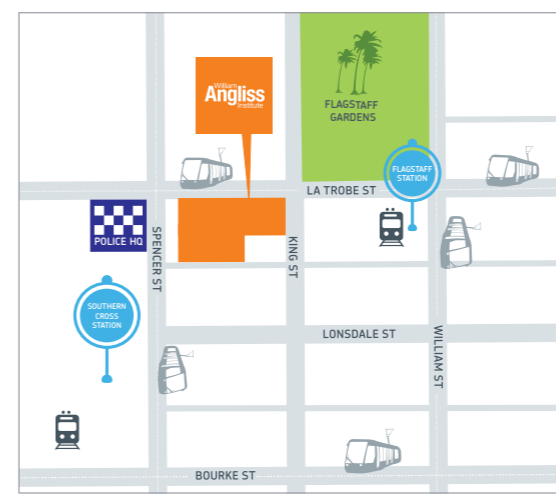 William
Angliss
Institute
FLAGSTAFF
GARDENS
FLAGSTAFF
STATION
LA TROBE ST
POLICE HQ
SPENCER ST
KING ST
SOUTHERN
CROSS
STATION
LONSDALE ST
WILLIAM ST
BOURKE ST